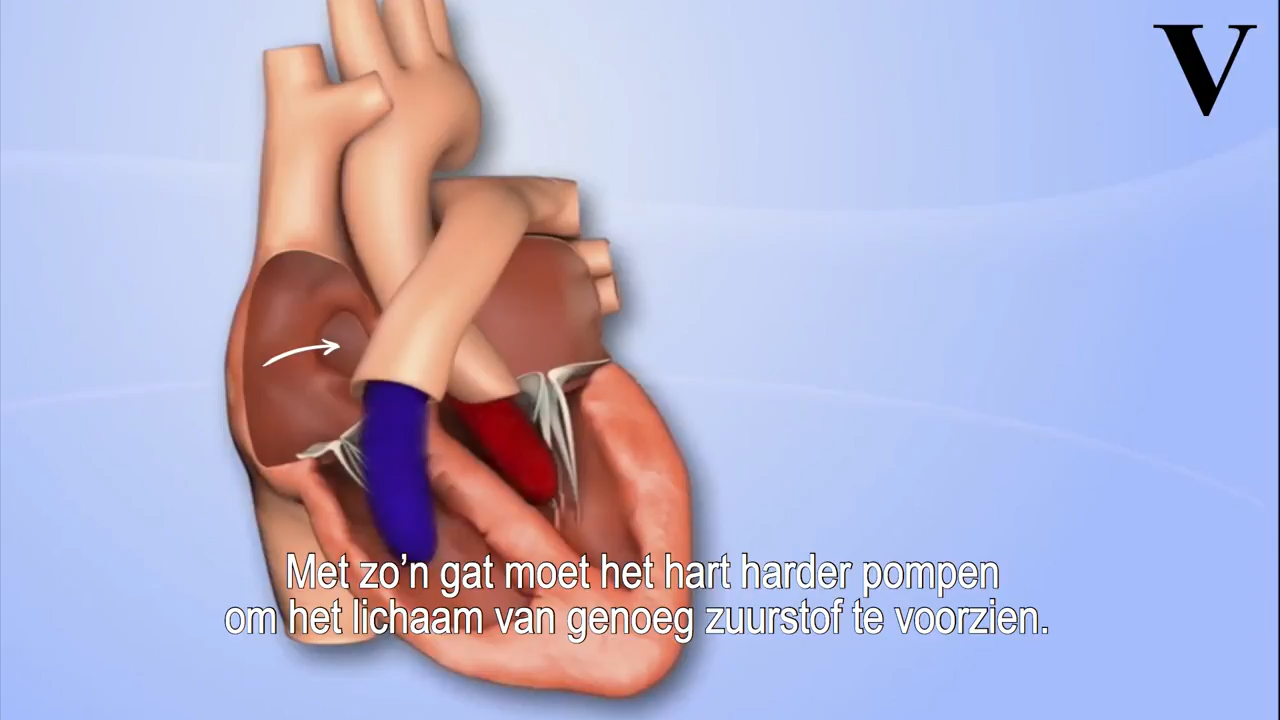 V
Met zo’n gat moet het hart harder pompen
om het lichaam van genoeg zuurstof te voorzien.